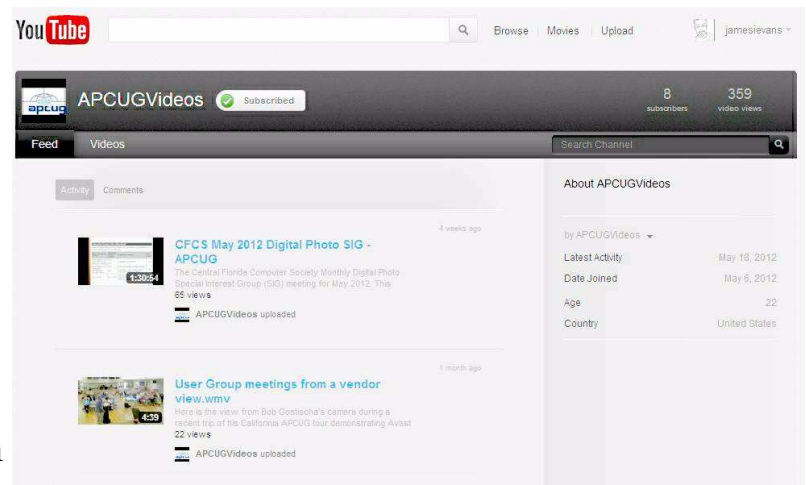 YouTube
Browse Movies Upload jamesievans
apcug APCUGVideos Subscribed
8 subscribers
359 video views
Feed Videos Search Channel
Activity Comments
4 weeks ago
CFCS May 2012 Digital Photo SIG -
APCUG
The Central Florida Computer Society Monthly Digital Photo
Special Interest Group (SIG) meeting for May 2012. This
65 views
1:30:54
APCUGVideos uploaded
1 month ago
User Group meetings from a vendor
view.wmv
Here is the view from Bob Gostischa's camera during a
recent trip of his California APCUG tour demonstrating Avast
22 views
4:39
APCUGVideos uploaded
About APCUGVideos
by APCUGVideos
Latest Activity May 18, 2012
Date Joined May 6, 2012
Age 22
Country United States